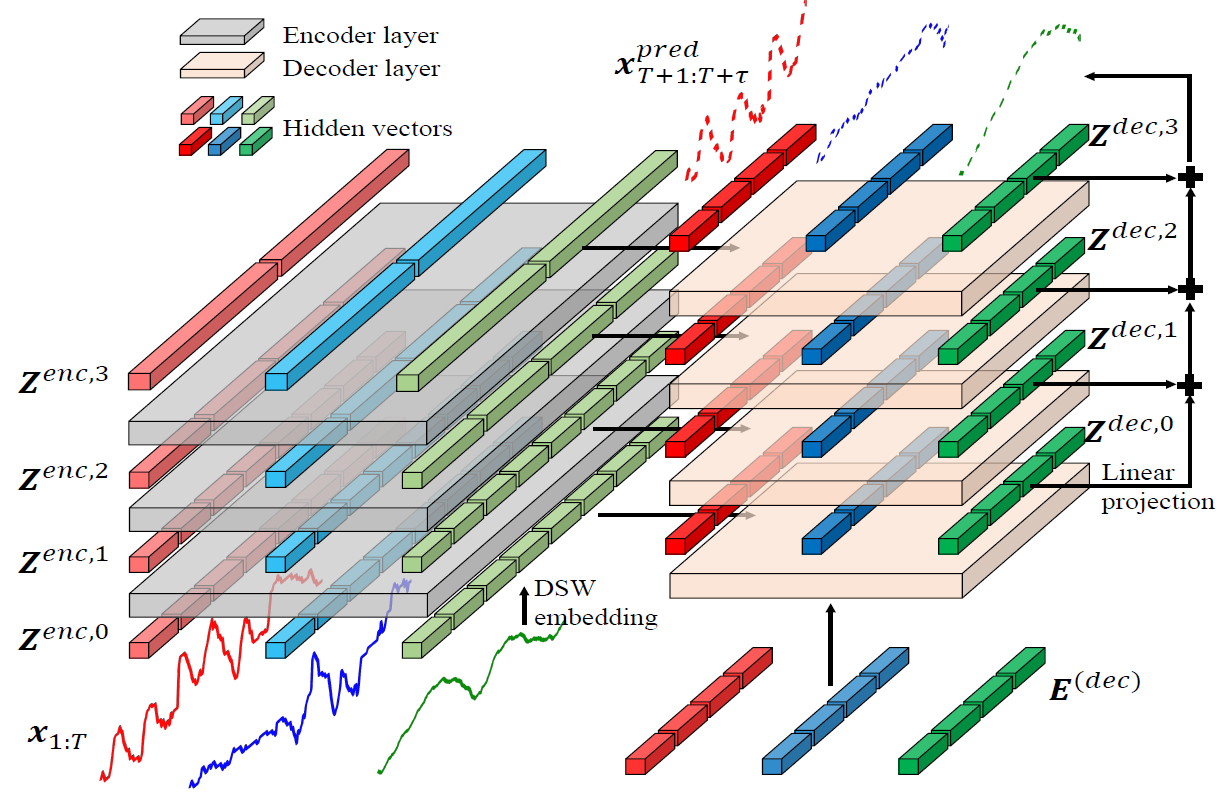 Encoder layer
Decoder layer
Hidden vectors
x^{pred}_{T+1:T+τ}
Z^{dec,3}
Z^{dec,2}
Z^{dec,1}
Z^{dec,0}
Linear
projection
Z^{enc,3}
Z^{enc,2}
Z^{enc,1}
Z^{enc,0}
DSW
embedding
x_{1:T}
E^{(dec)}